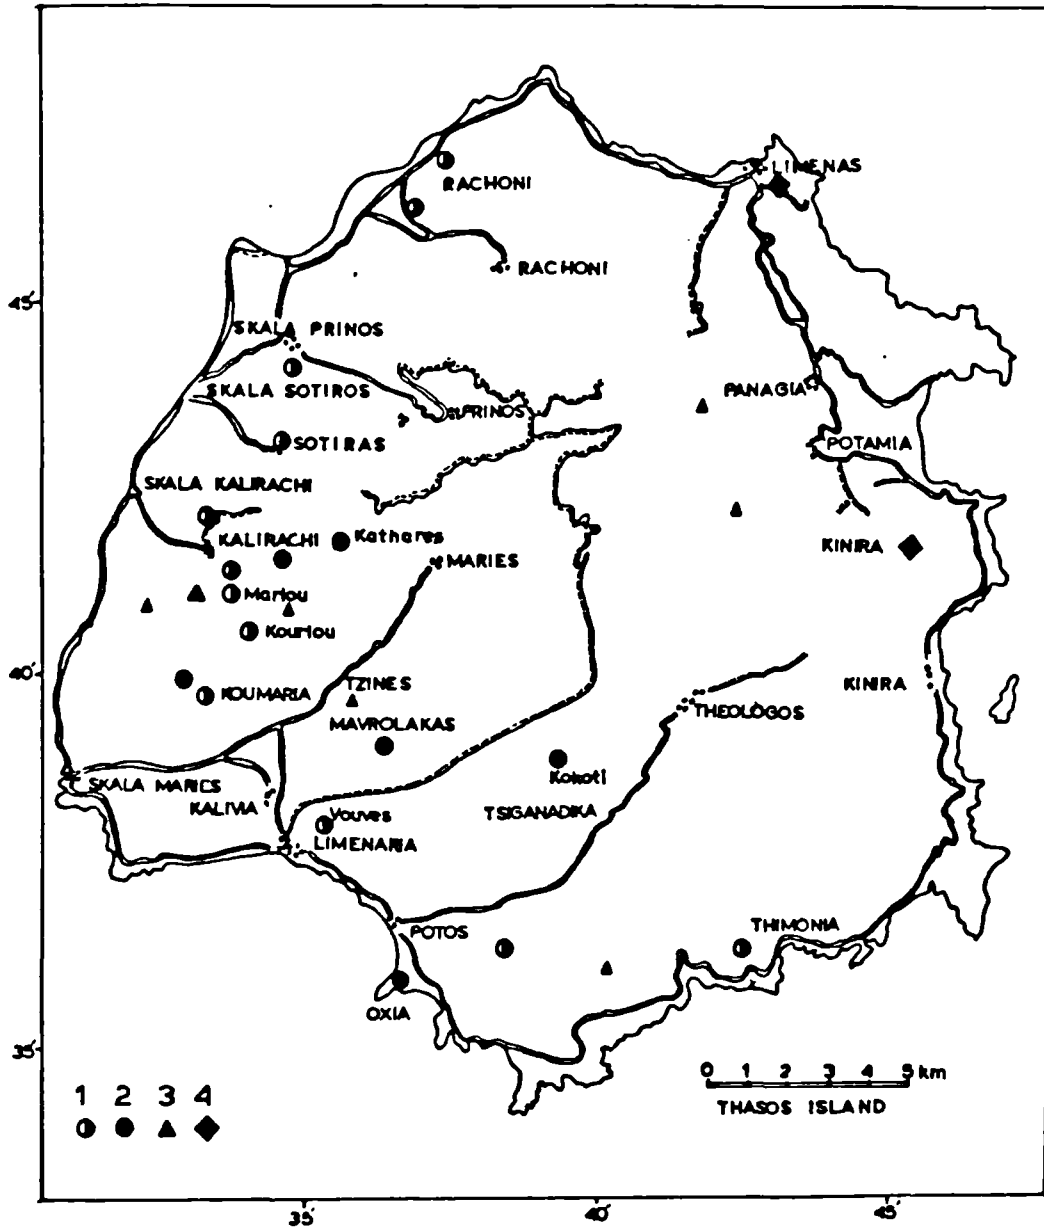 LIMENAS
RACHONI
RACHONI
45'
SKALA PRINOS
SKALA SOTIROS
PANAGIA
PRINOS
SOTIRAS
POTAMIA
SKALA KALIRACHI
KALIRACHI
Kathares
KINIRA
MARIES
Marlou
Kourlou
40'
TZINES
KINIRA
KOUMARIA
MAVROLAKAS
THEOLOGOS
Kokoti
SKALA MARIES
KALIVIA
Vouves
TSIGANADIKA
LIMENARIA
POTOS
THIMONIA
OXIA
35'
0 1 2 3 4 5 km
THASOS ISLAND
1 2 3 4
35' 40' 45'